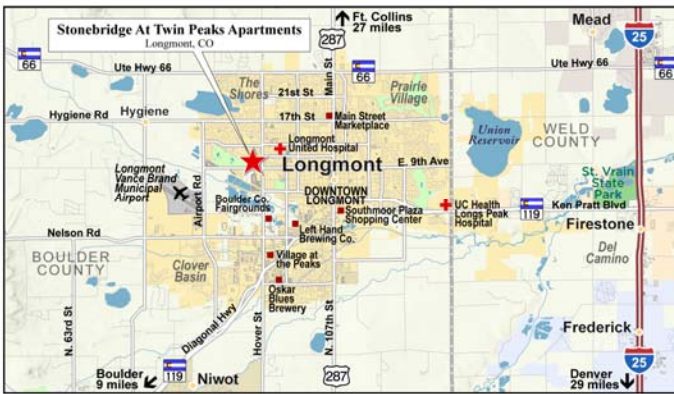 Stonebridge At Twin Peaks Apartments
Longmont, CO
Ft. Collins
27 miles
287
Mead
25
66
Ute Hwy 66
Main St
66
Ute Hwy 66
66
The Shores
21st St
Prairie Village
Hygiene Rd
Hygiene
17th St
Main Street
Marketplace
Longmont
United Hospital
Union
Reservoir
WELD
COUNTY
Longmont
E. 9th Ave
Longmont
Vance Brand
Municipal
Airport
Airport Rd
St. Vrain
State
Park
DOWNTOWN
LONGMONT
Boulder Co.
Fairgrounds
Southmoor Plaza
Shopping Center
UC Health
Longs Peak
Hospital
119
Ken Pratt Blvd
Firestone
Nelson Rd
Left Hand
Brewing Co.
BOULDER
COUNTY
Clover
Basin
Village at
the Peaks
Del
Camino
Oskar
Blues
Brewery
N. 63rd St
Diagonal Hwy
Hover St
N. 107th St
Frederick
25
Boulder
9 miles
119
Niwot
287
Denver
29 miles